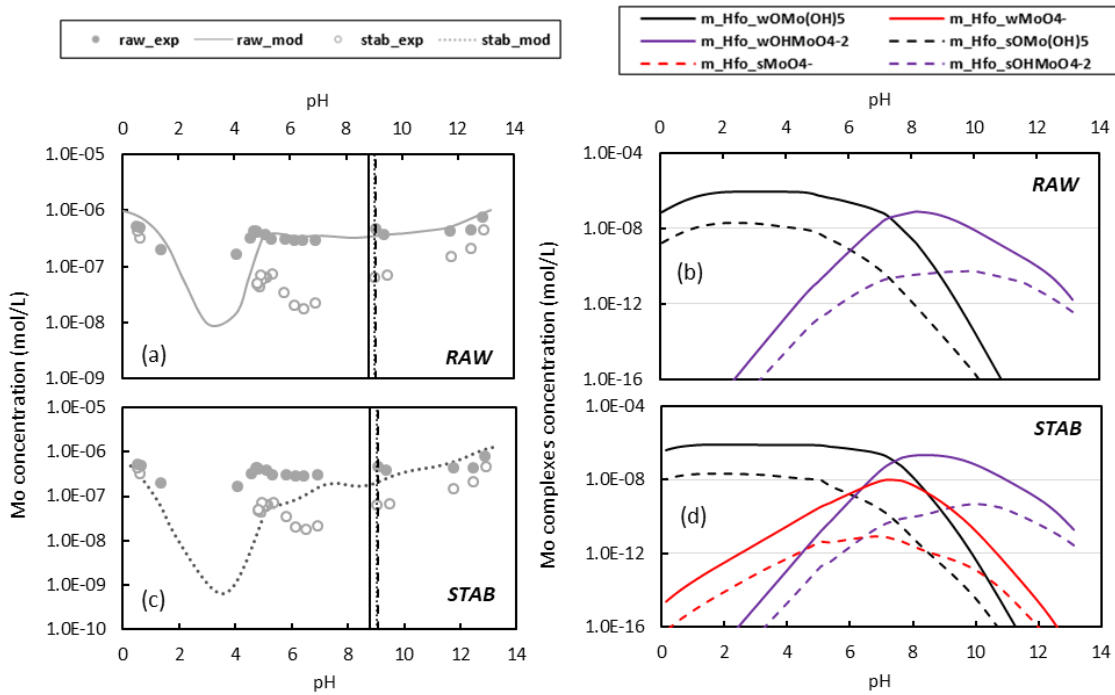 raw_exp raw_mod stab_exp stab_mod
m_Hfo_wOMo(OH)5 m_Hfo_wMoO4-
m_Hfo_wOHMoO4-2 m_Hfo_sOMo(OH)5
m_Hfo_sMoO4- m_Hfo_sOHMoO4-2
pH
0 2 4 6 8 10 12 14
1.0E-05
1.0E-06
1.0E-07
1.0E-08
1.0E-09
(a)
RAW
pH
0 2 4 6 8 10 12 14
1.0E-04
1.0E-08
1.0E-12
1.0E-16
RAW
(b)
Mo concentration (mol/L)
1.0E-05
1.0E-06
1.0E-07
1.0E-08
1.0E-09
1.0E-10
(c)
STAB
0 2 4 6 8 10 12 14
pH
Mo complexes concentration (mol/L)
1.0E-04
1.0E-08
1.0E-12
1.0E-16
STAB
(d)
0 2 4 6 8 10 12 14
pH